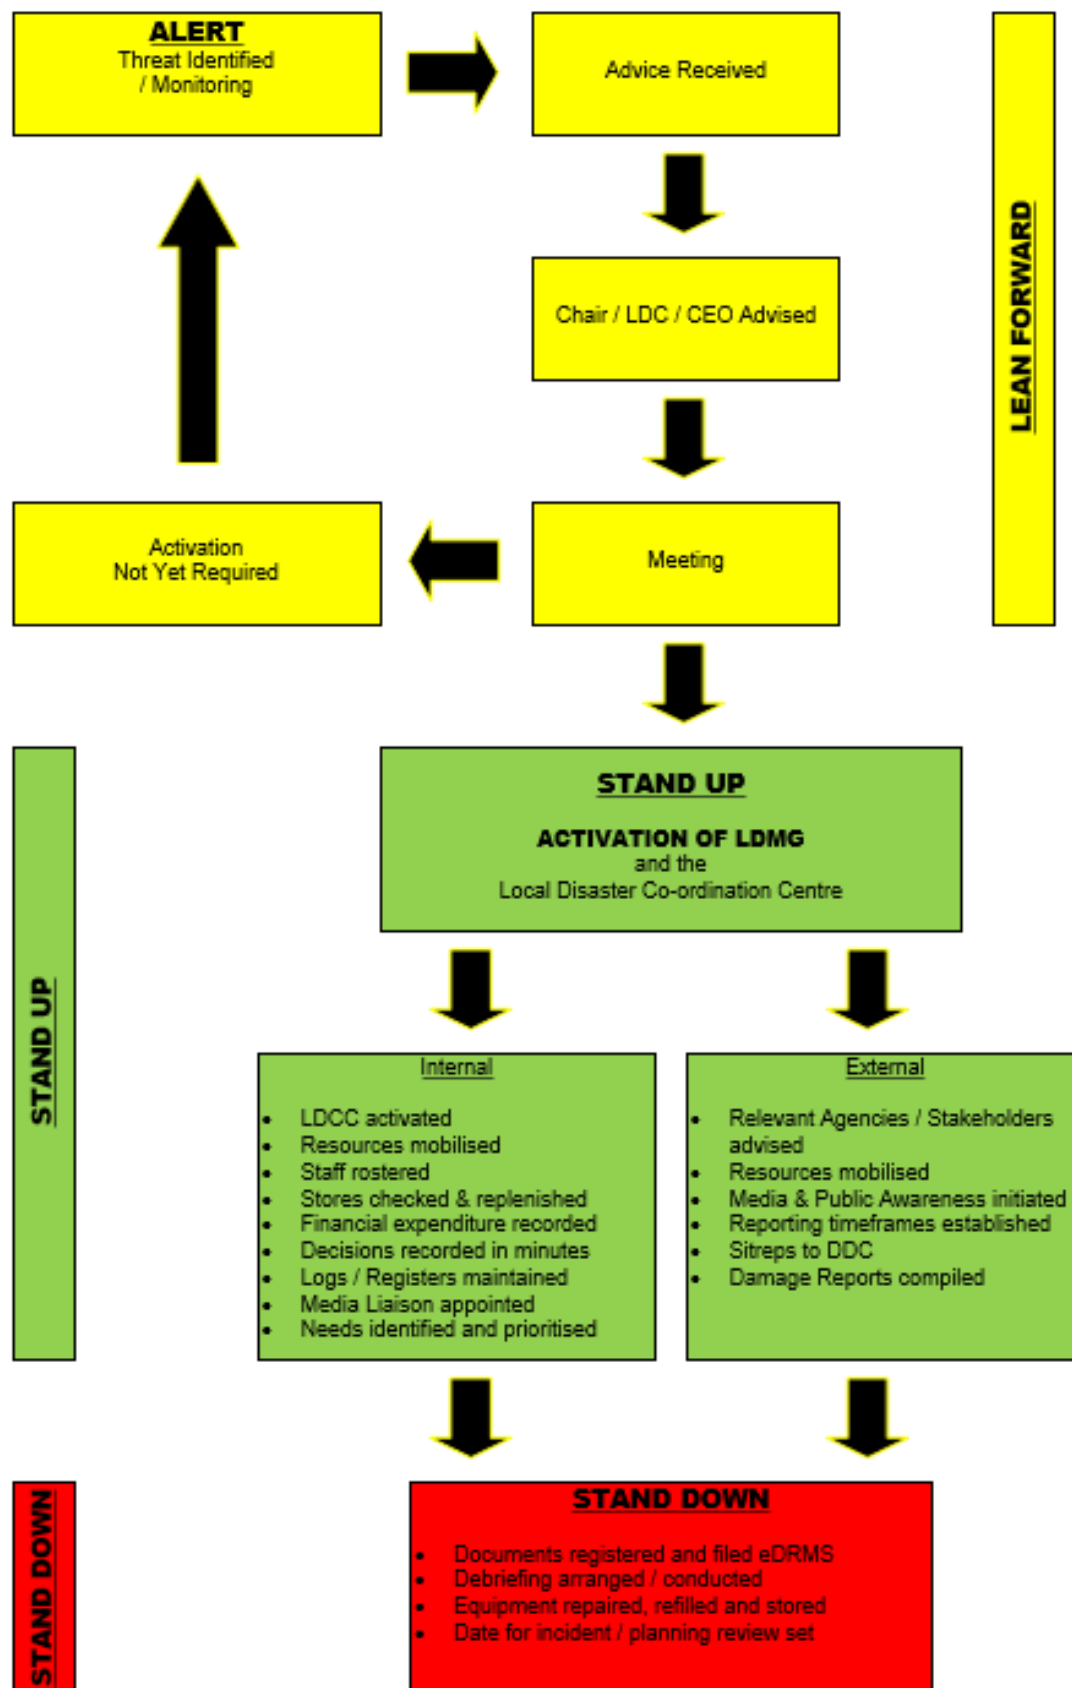 ALERT
Threat Identified
/ Monitoring
Advice Received
Chair / LDC / CEO Advised
LEAN FORWARD
Activation
Not Yet Required
Meeting
STAND UP
STAND UP
ACTIVATION OF LDMG
and the
Local Disaster Co-ordination Centre
Internal
• LDCC activated
• Resources mobilised
• Staff rostered
• Stores checked & replenished
• Financial expenditure recorded
• Decisions recorded in minutes
• Logs / Registers maintained
• Media Liaison appointed
• Needs identified and prioritised
External
• Relevant Agencies / Stakeholders
advised
• Resources mobilised
• Media & Public Awareness initiated
• Reporting timeframes established
• Sitreps to DDC
• Damage Reports compiled
STAND DOWN
STAND DOWN
• Documents registered and filed eDRMS
• Debriefing arranged / conducted
• Equipment repaired, refilled and stored
• Date for incident / planning review set